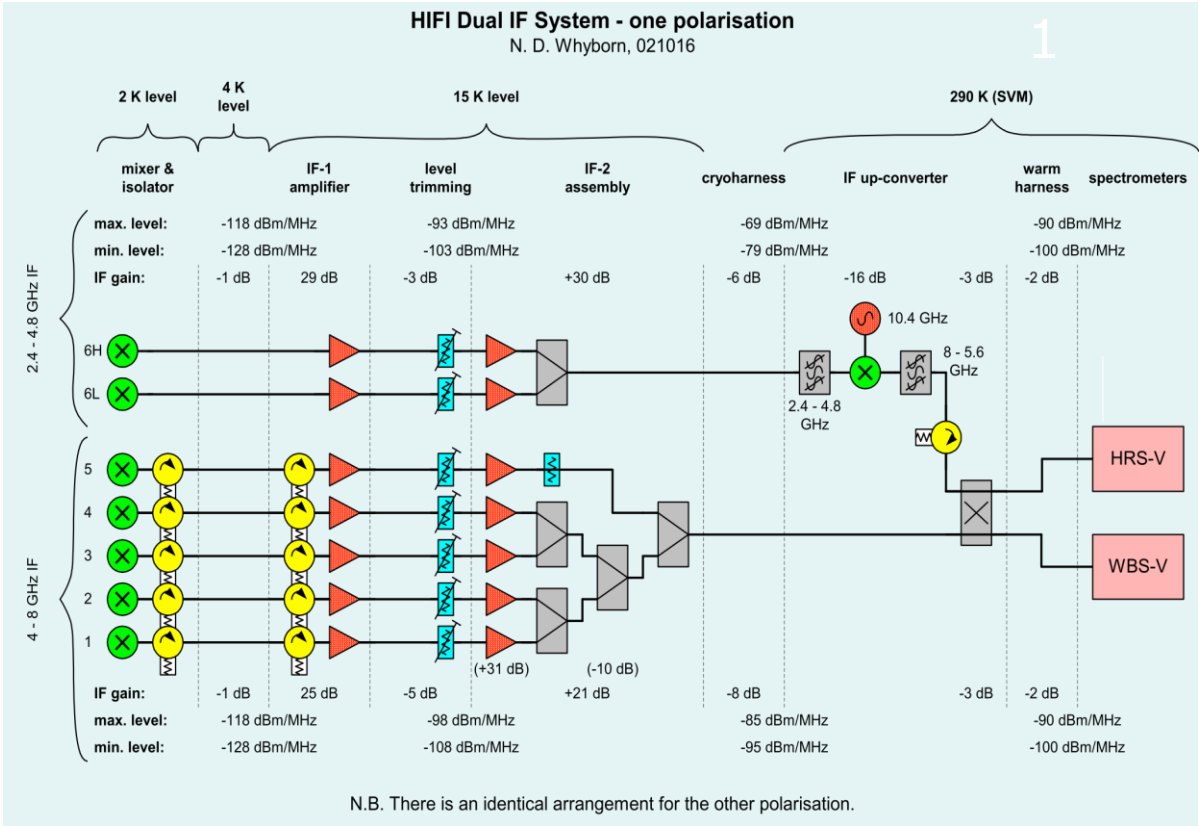 HIFI Dual IF System - one polarisation
N. D. Whyborn, 021016
1
2 K level
4 K
level
15 K level
290 K (SVM)
mixer &
isolator
IF-1
amplifier
level
trimming
IF-2
assembly
cryoharness
IF up-converter
warm
harness
spectrometers
max. level: -118 dBm/MHz -93 dBm/MHz -69 dBm/MHz -90 dBm/MHz
min. level: -128 dBm/MHz -103 dBm/MHz -79 dBm/MHz -100 dBm/MHz
IF gain: -1 dB 29 dB -3 dB +30 dB -6 dB -16 dB -3 dB -2 dB
2.4 - 4.8 GHz IF
10.4 GHz
6H
8 - 5.6
GHz
6L
2.4 - 4.8
GHz
4 - 8 GHz IF
5
HRS-V
4
3
WBS-V
2
1
(+31 dB) (-10 dB)
IF gain: -1 dB 25 dB -5 dB +21 dB -8 dB -3 dB -2 dB
max. level: -118 dBm/MHz -98 dBm/MHz -85 dBm/MHz -90 dBm/MHz
min. level: -128 dBm/MHz -108 dBm/MHz -95 dBm/MHz -100 dBm/MHz
N.B. There is an identical arrangement for the other polarisation.